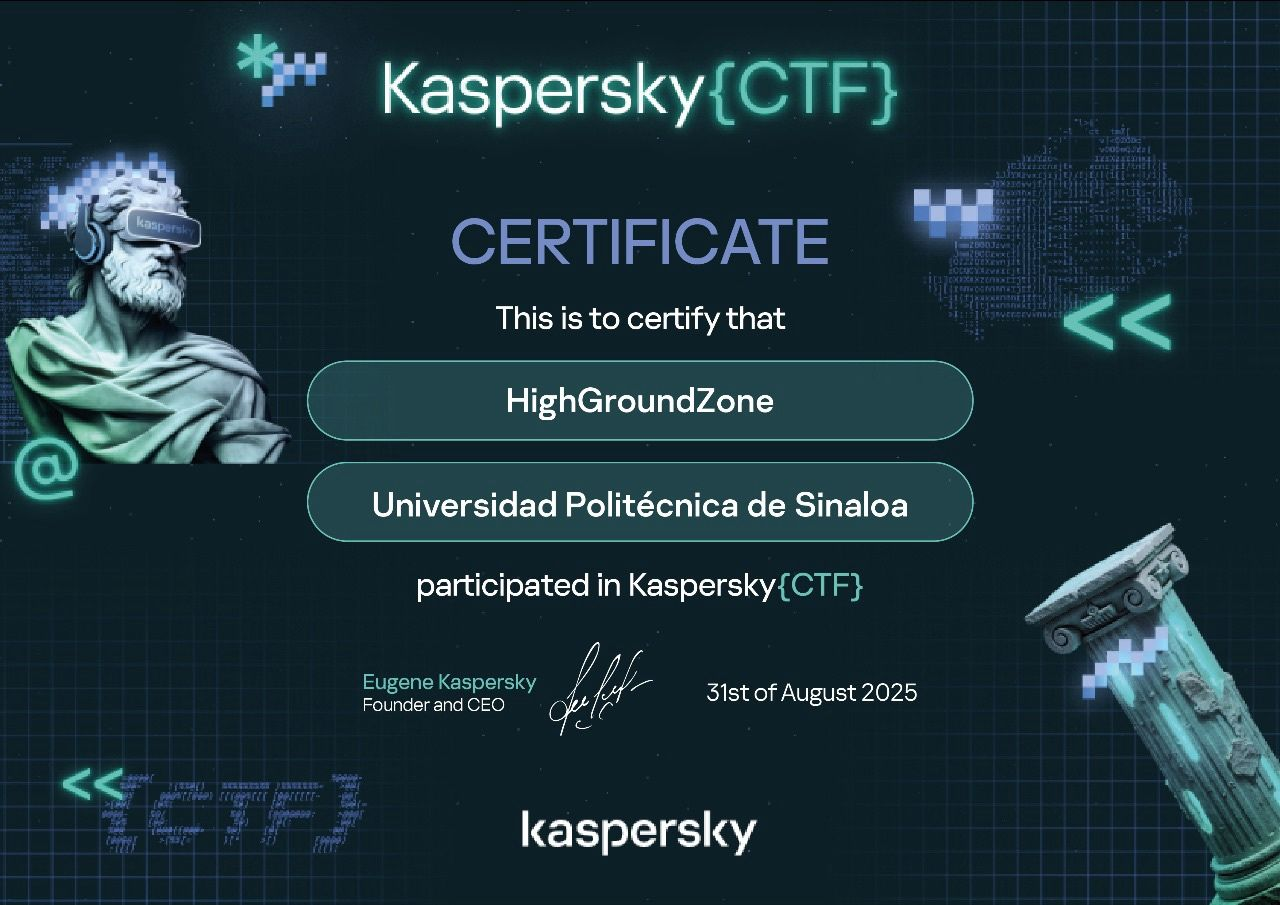 Kaspersky{CTF}
kaspersky
CERTIFICATE
This is to certify that
<<
HighGroundZone
@
Universidad Politécnica de Sinaloa
participated in Kaspersky{CTF}
Eugene Kaspersky
Founder and CEO
31st of August 2025
<<
{CTF}
kaspersky